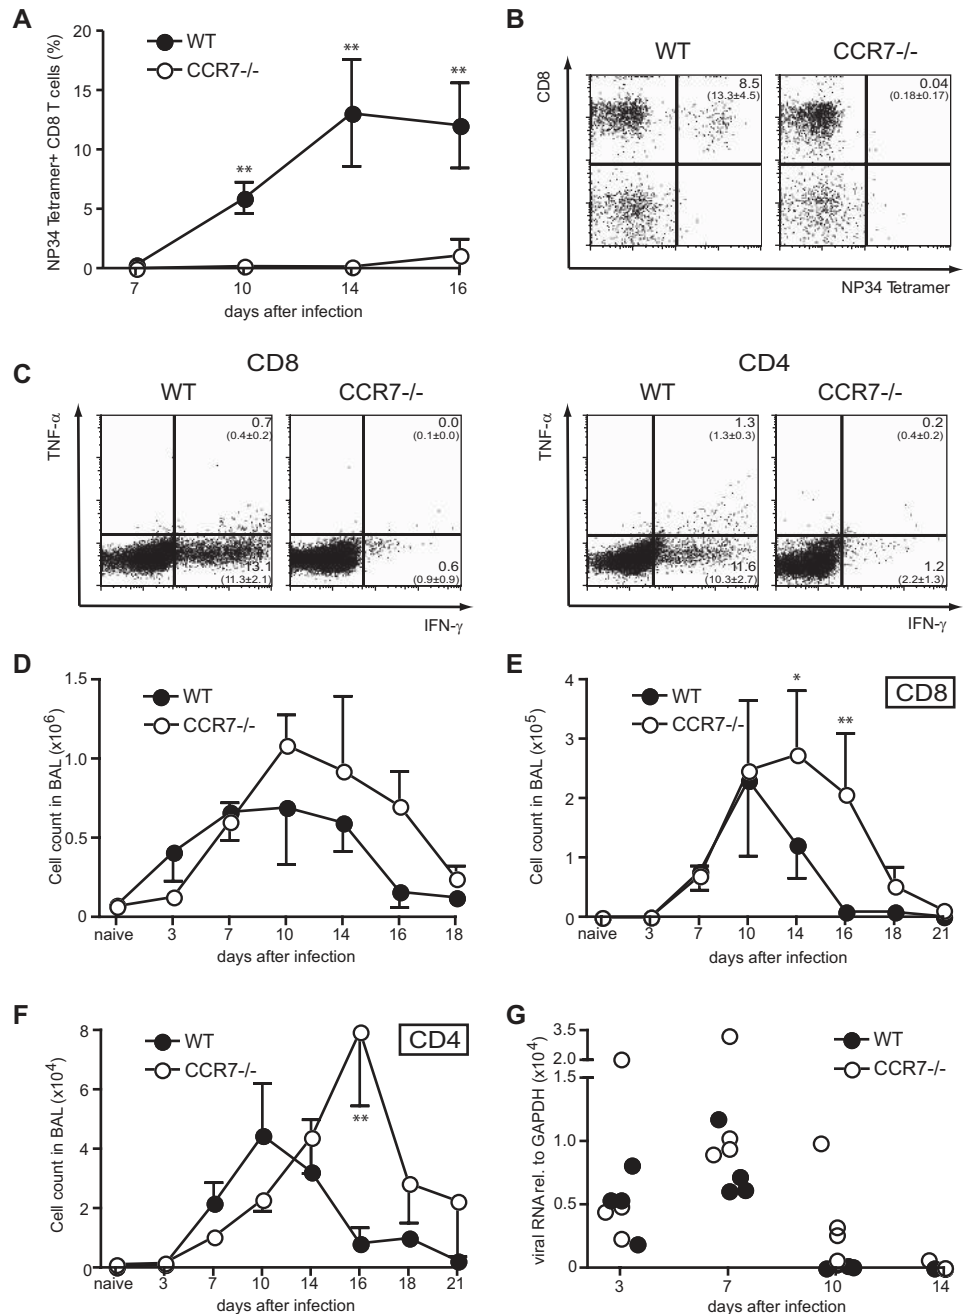 A
NP34 Tetramer+ CD8 T cells (%)
20
15
10
5
0
WT
CCR7-/-
**
**
**
7
10
14
16
days after infection
B
WT
CCR7-/-
CD8
8.5
(13.3±4.5)
0.04
(0.18±0.17)
NP34 Tetramer
C
CD8
WT
CCR7-/-
TNF-α
0.7
(0.4±0.2)
13.1
(11.3±2.1)
0.0
(0.1±0.0)
0.6
(0.9±0.9)
IFN-γ
CD4
WT
CCR7-/-
TNF-α
1.3
(1.3±0.3)
11.6
(10.3±2.7)
0.2
(0.4±0.2)
1.2
(2.2±1.3)
IFN-γ
D
Cell count in BAL (x10⁶)
1.5
1.0
0.5
0
WT
CCR7-/-
naive
3
7
10
14
16
18
days after infection
E
Cell count in BAL (x10⁵)
4
3
2
1
0
WT
CCR7-/-
*
**
CD8
naive
3
7
10
14
16
18
21
days after infection
F
Cell count in BAL (x10⁴)
8
6
4
2
0
WT
CCR7-/-
CD4
**
naive
3
7
10
14
16
18
21
days after infection
G
viral RNA rel. to GAPDH (x10⁴)
3.5
2.0
1.5
1.0
0.5
0
WT
CCR7-/-
3
7
10
14
days after infection